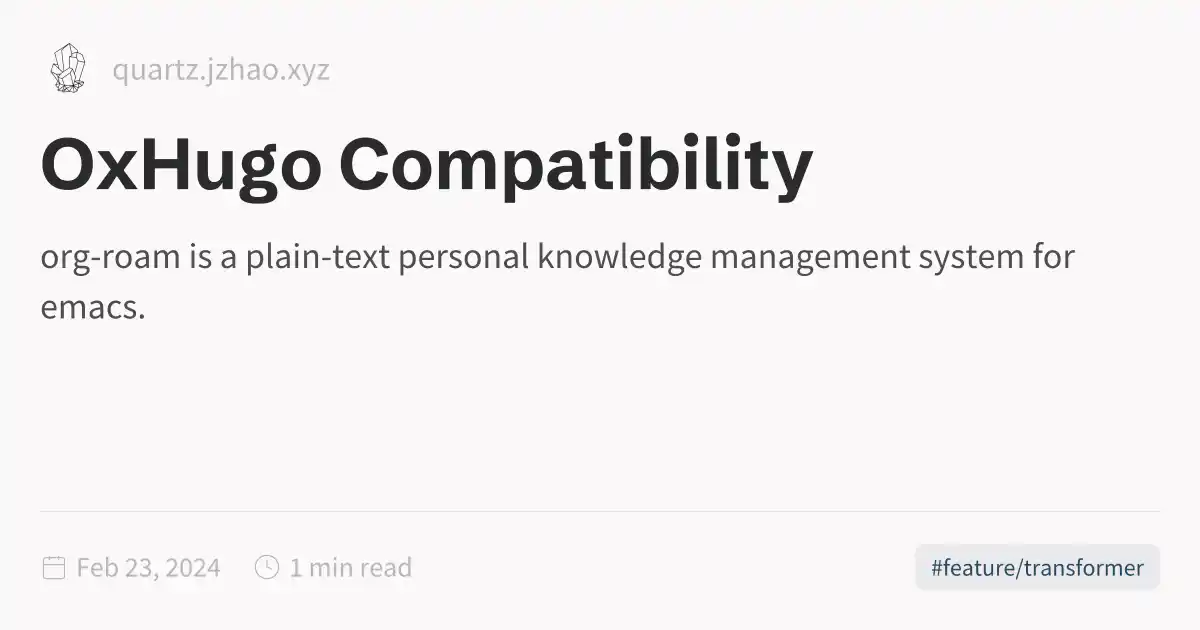 quartz.jzhao.xyz
OxHugo Compatibility
org-roam is a plain-text personal knowledge management system for
emacs.
Feb 23, 2024 1 min read #feature/transformer